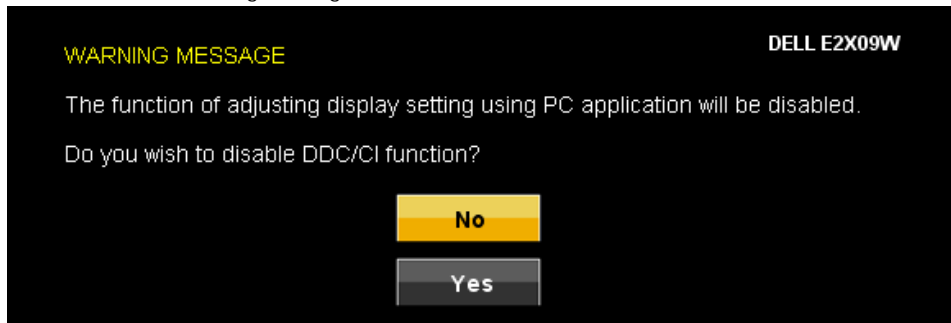 WARNING MESSAGE
DELL E2X09W
The function of adjusting display setting using PC application will be disabled.
Do you wish to disable DDC/CI function?
No
Yes